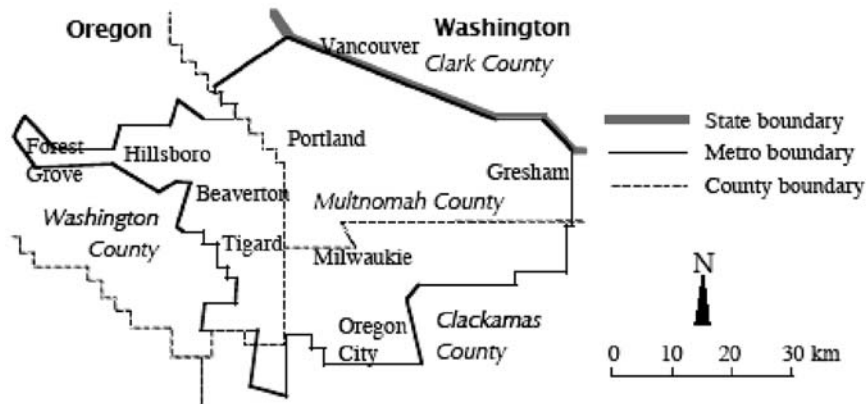 Oregon
Washington
Vancouver
Clark County
State boundary
Portland
Metro boundary
Forest
Grove
Hillsboro
Gresham
County boundary
Beaverton
Multnomah County
Washington
County
Tigard
Milwaukie
N
Oregon
City
Clackamas
County
0 10 20 30 km